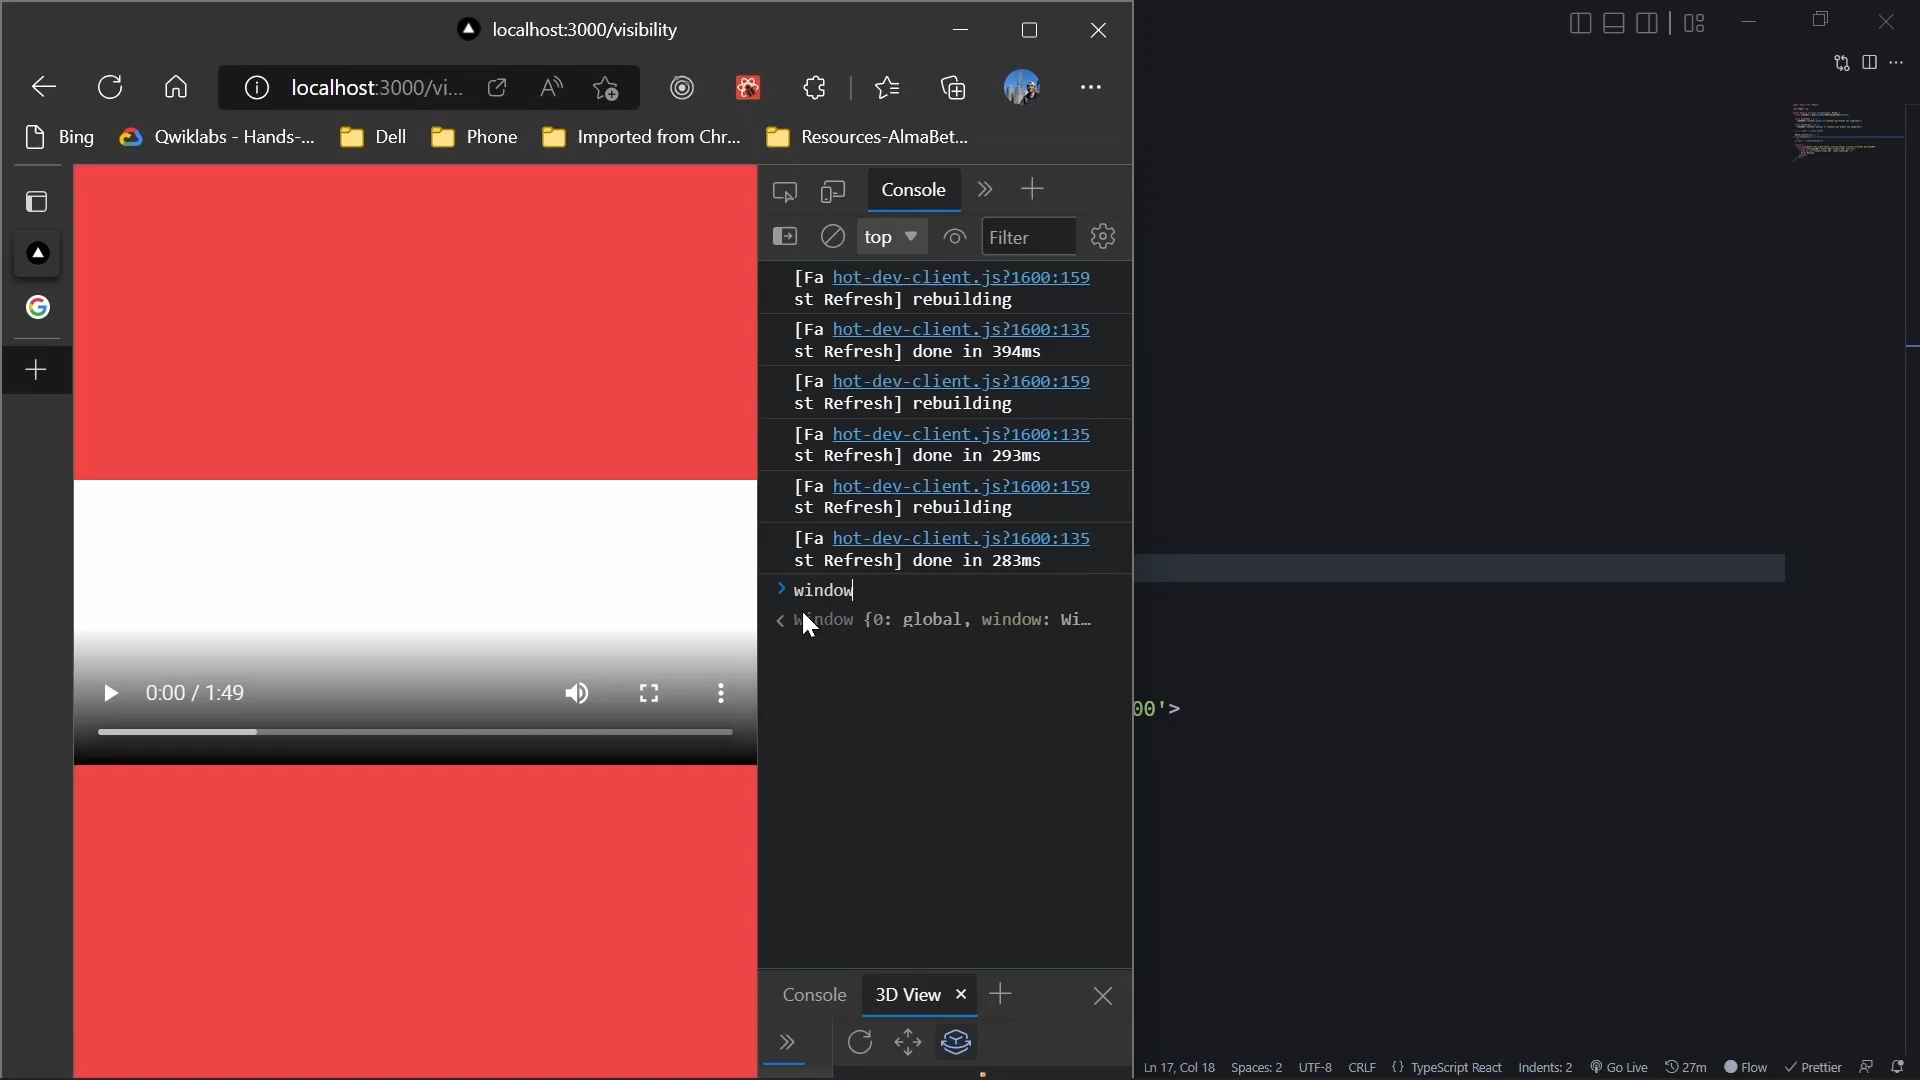 localhost:3000/visibility
localhost:3000/vi...
Bing
Qwiklabs - Hands-...
Dell
Phone
Imported from Chr...
Resources-AlmaBet...
Console
top
Filter
[Fa hot-dev-client.js?1600:159
st Refresh] rebuilding
[Fa hot-dev-client.js?1600:135
st Refresh] done in 394ms
[Fa hot-dev-client.js?1600:159
st Refresh] rebuilding
[Fa hot-dev-client.js?1600:135
st Refresh] done in 293ms
[Fa hot-dev-client.js?1600:159
st Refresh] rebuilding
[Fa hot-dev-client.js?1600:135
st Refresh] done in 283ms
> window
< Window {0: global, window: Wi…
0:00 / 1:49
00'>
Console
3D View
Ln 17, Col 18 Spaces: 2 UTF-8 CRLF {} TypeScript React Indents: 2 Go Live 27m Flow Prettier